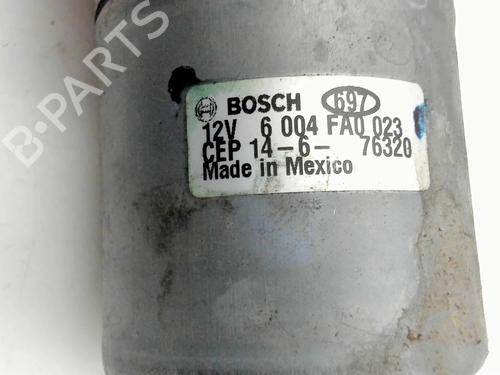 B-PARTS
BOSCH 697
12V 6 004 FA0 023
CEP 14-6- 76320
Made in Mexico